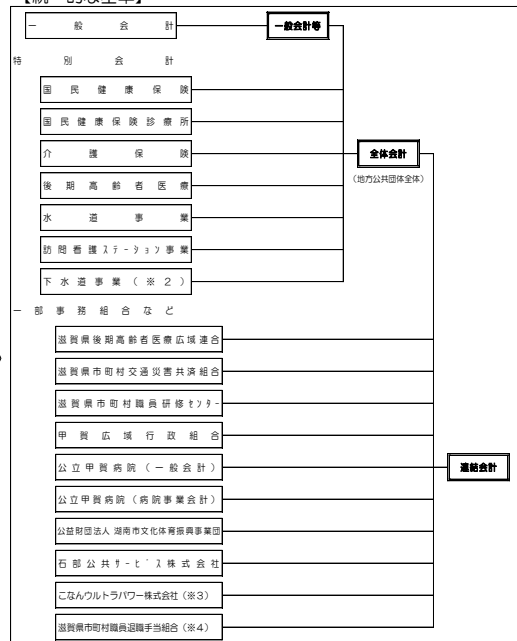 【統一的な基準】
一般会計
一般会計等
特別会計
国民健康保険
国民健康保険診療所
介護保険
全体会計
(地方公共団体全体)
後期高齢者医療
水道事業
訪問看護ステーション事業
下水道事業(※2)
一部事務組合など
滋賀県後期高齢者医療広域連合
滋賀県市町村交通災害共済組合
滋賀県市町村職員研修センター
甲賀広域行政組合
公立甲賀病院(一般会計)
連結会計
公立甲賀病院(病院事業会計)
公益財団法人 湖南市文化体育振興事業団
石部公共サービス株式会社
こなんウルトラパワー株式会社(※3)
滋賀県市町村職員退職手当組合(※4)